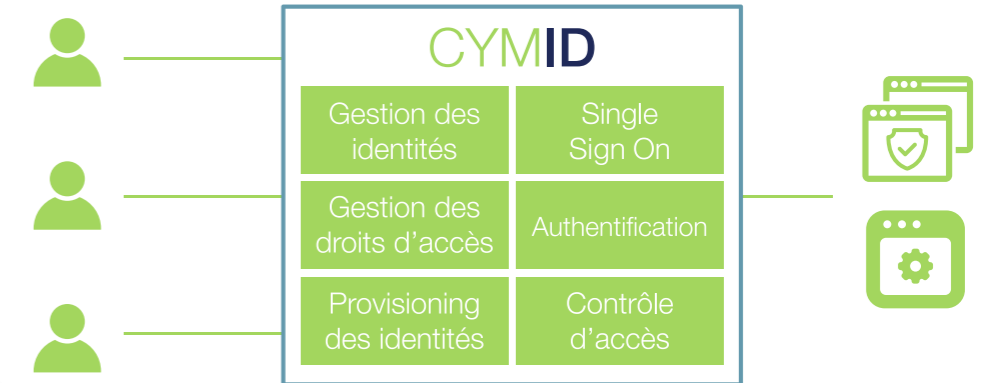 CYMID
Gestion des
identités
Single
Sign On
Gestion des
droits d’accès
Authentification
Provisioning
des identités
Contrôle
d’accès